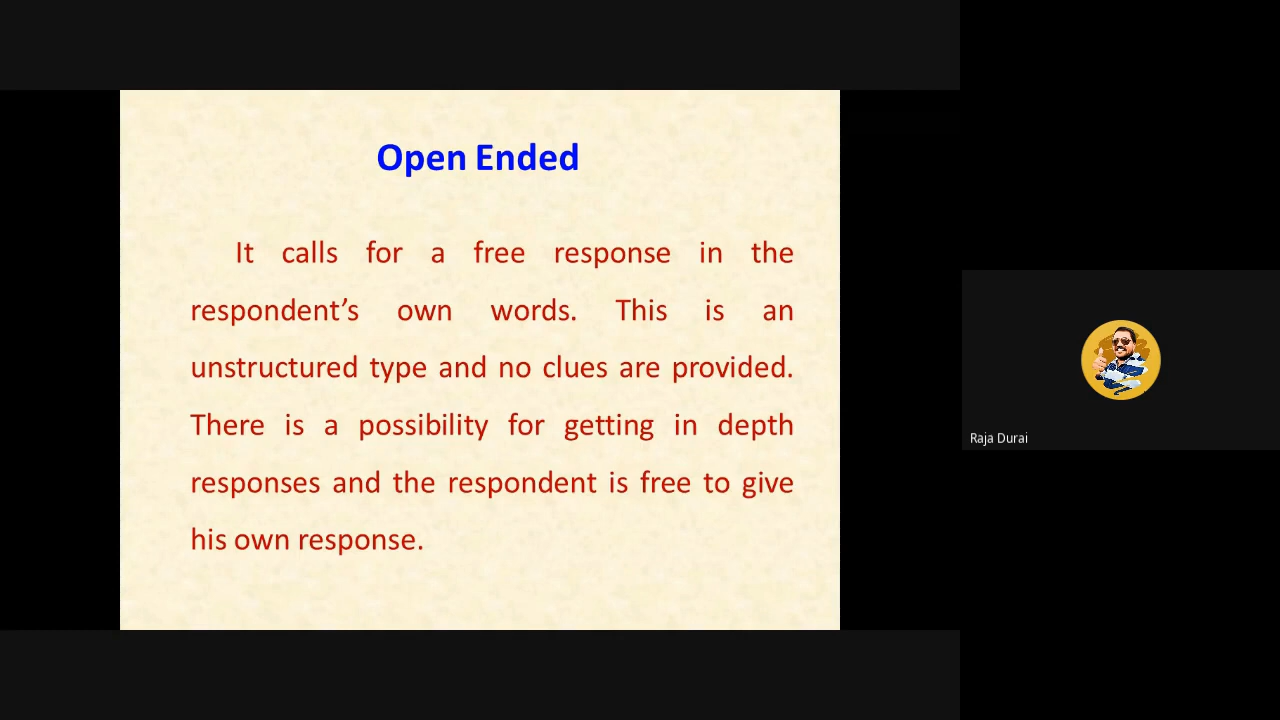 Open Ended
It calls for a free response in the
respondent’s own words. This is an
unstructured type and no clues are provided.
There is a possibility for getting in depth
responses and the respondent is free to give
his own response.
Raja Durai